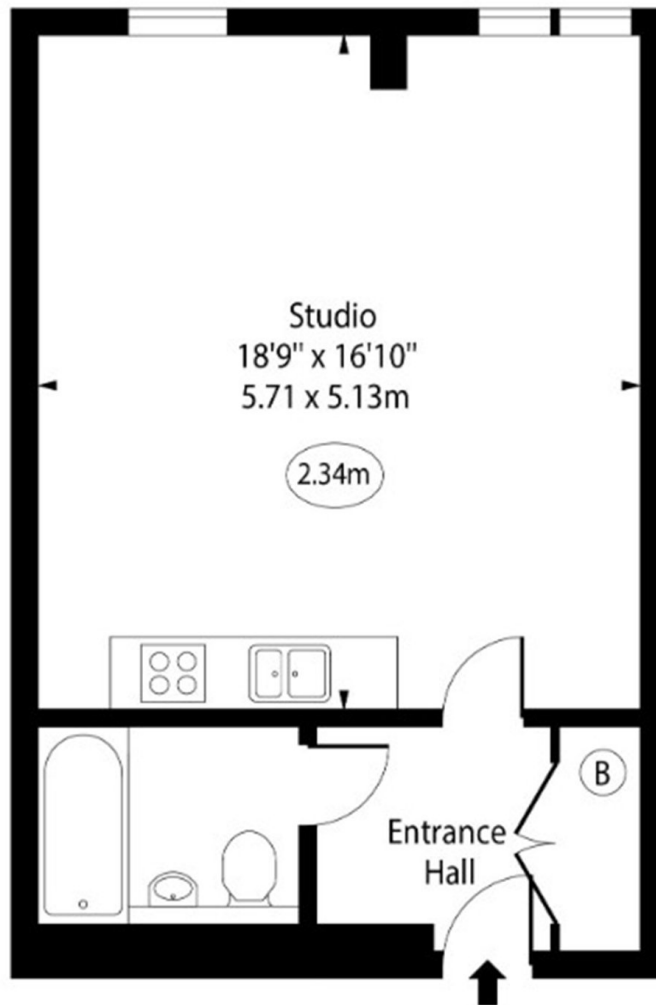 Studio
18'9" x 16'10"
5.71 x 5.13m
2.34m
B
Entrance
Hall